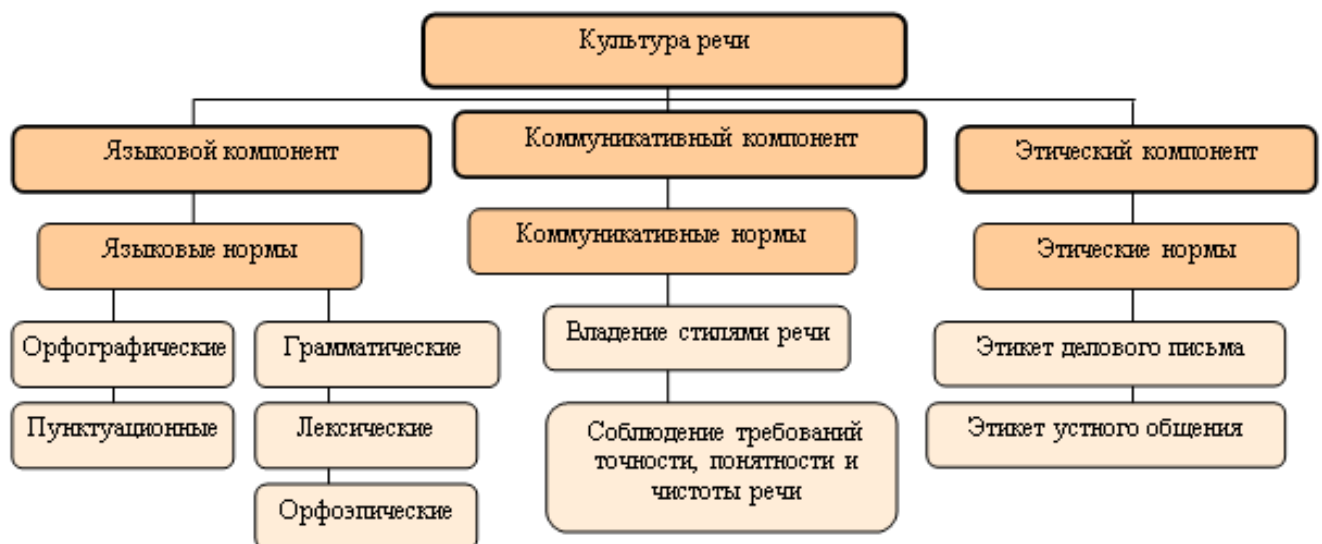 Культура речи
Языковой компонент
Коммуникативный компонент
Этический компонент
Языковые нормы
Коммуникативные нормы
Этические нормы
Орфографические
Грамматические
Владение стилями речи
Этикет делового письма
Пунктуационные
Лексические
Соблюдение требований
точности, понятности и
чистоты речи
Этикет устного общения
Орфоэпические